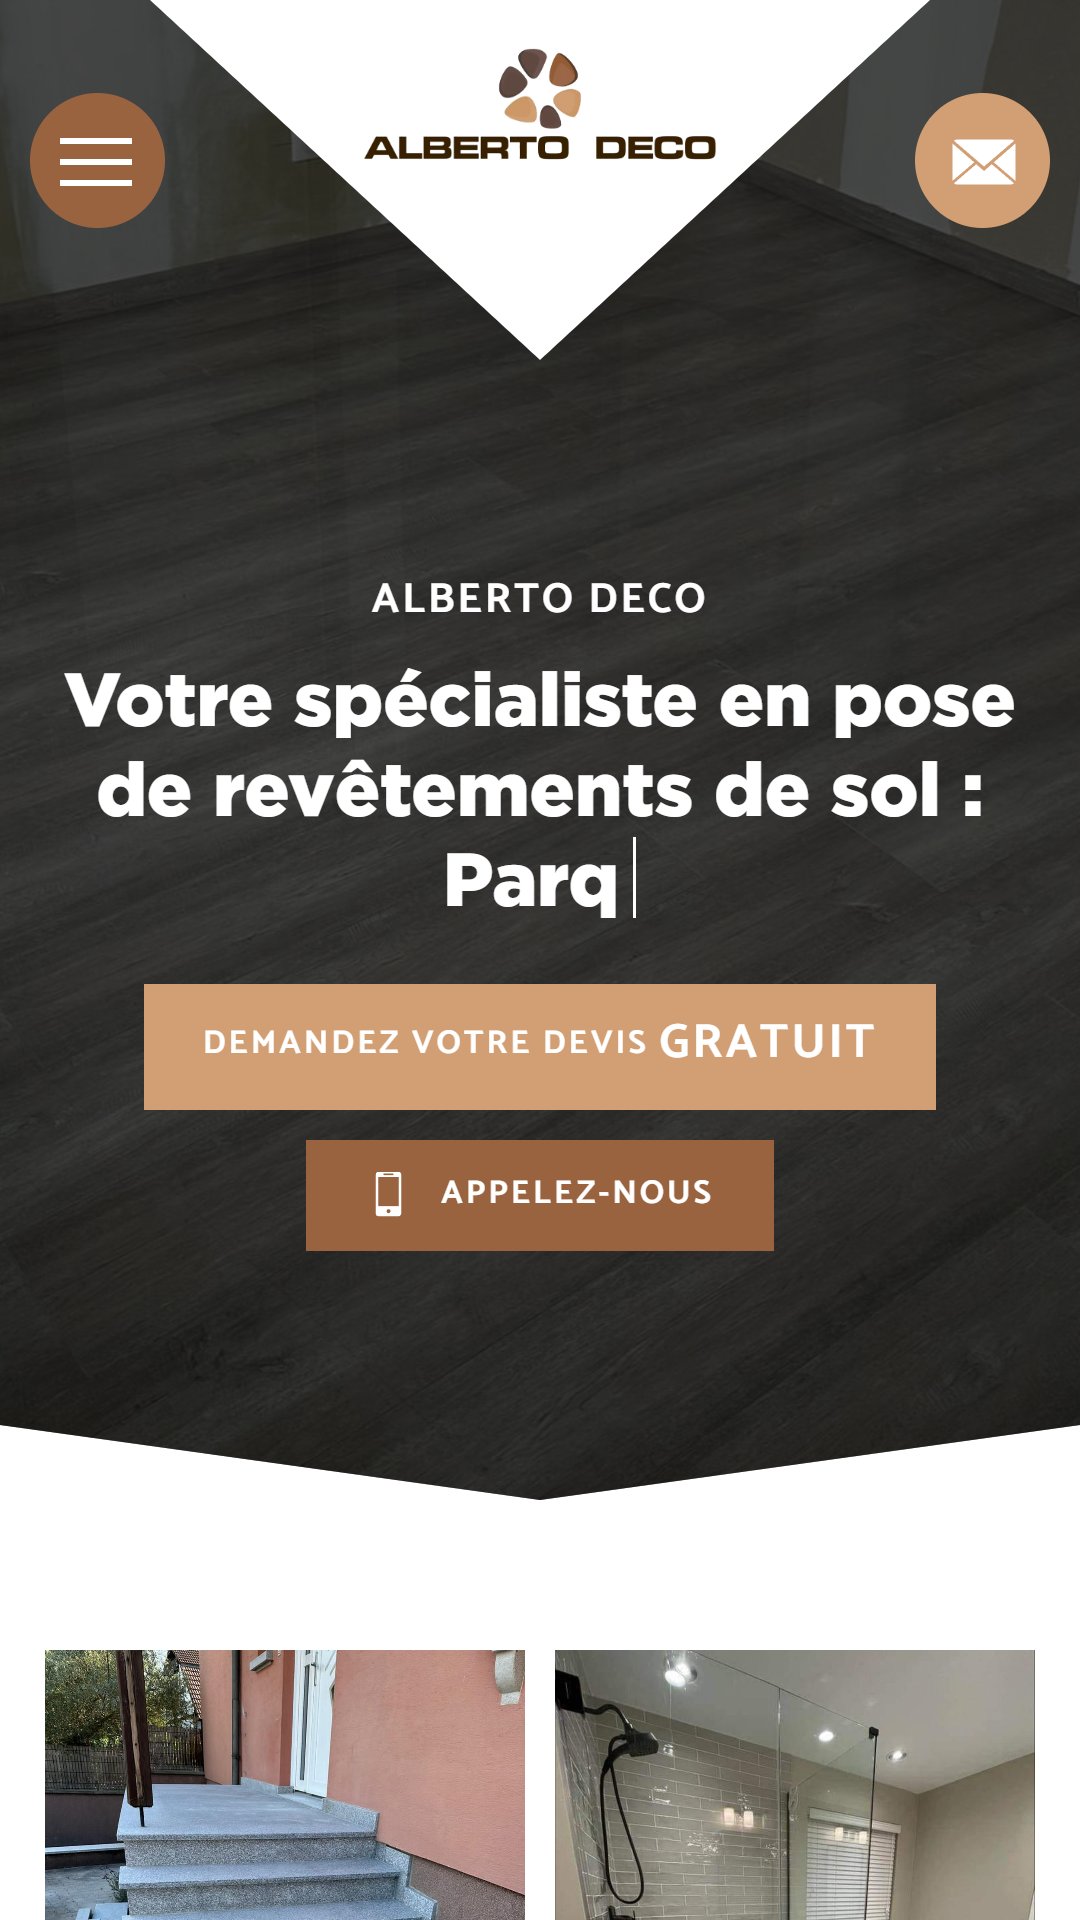 ALBERTO DECO
ALBERTO DECO
Votre spécialiste en pose
de revêtements de sol :
Parq
DEMANDEZ VOTRE DEVIS GRATUIT
APPELEZ-NOUS